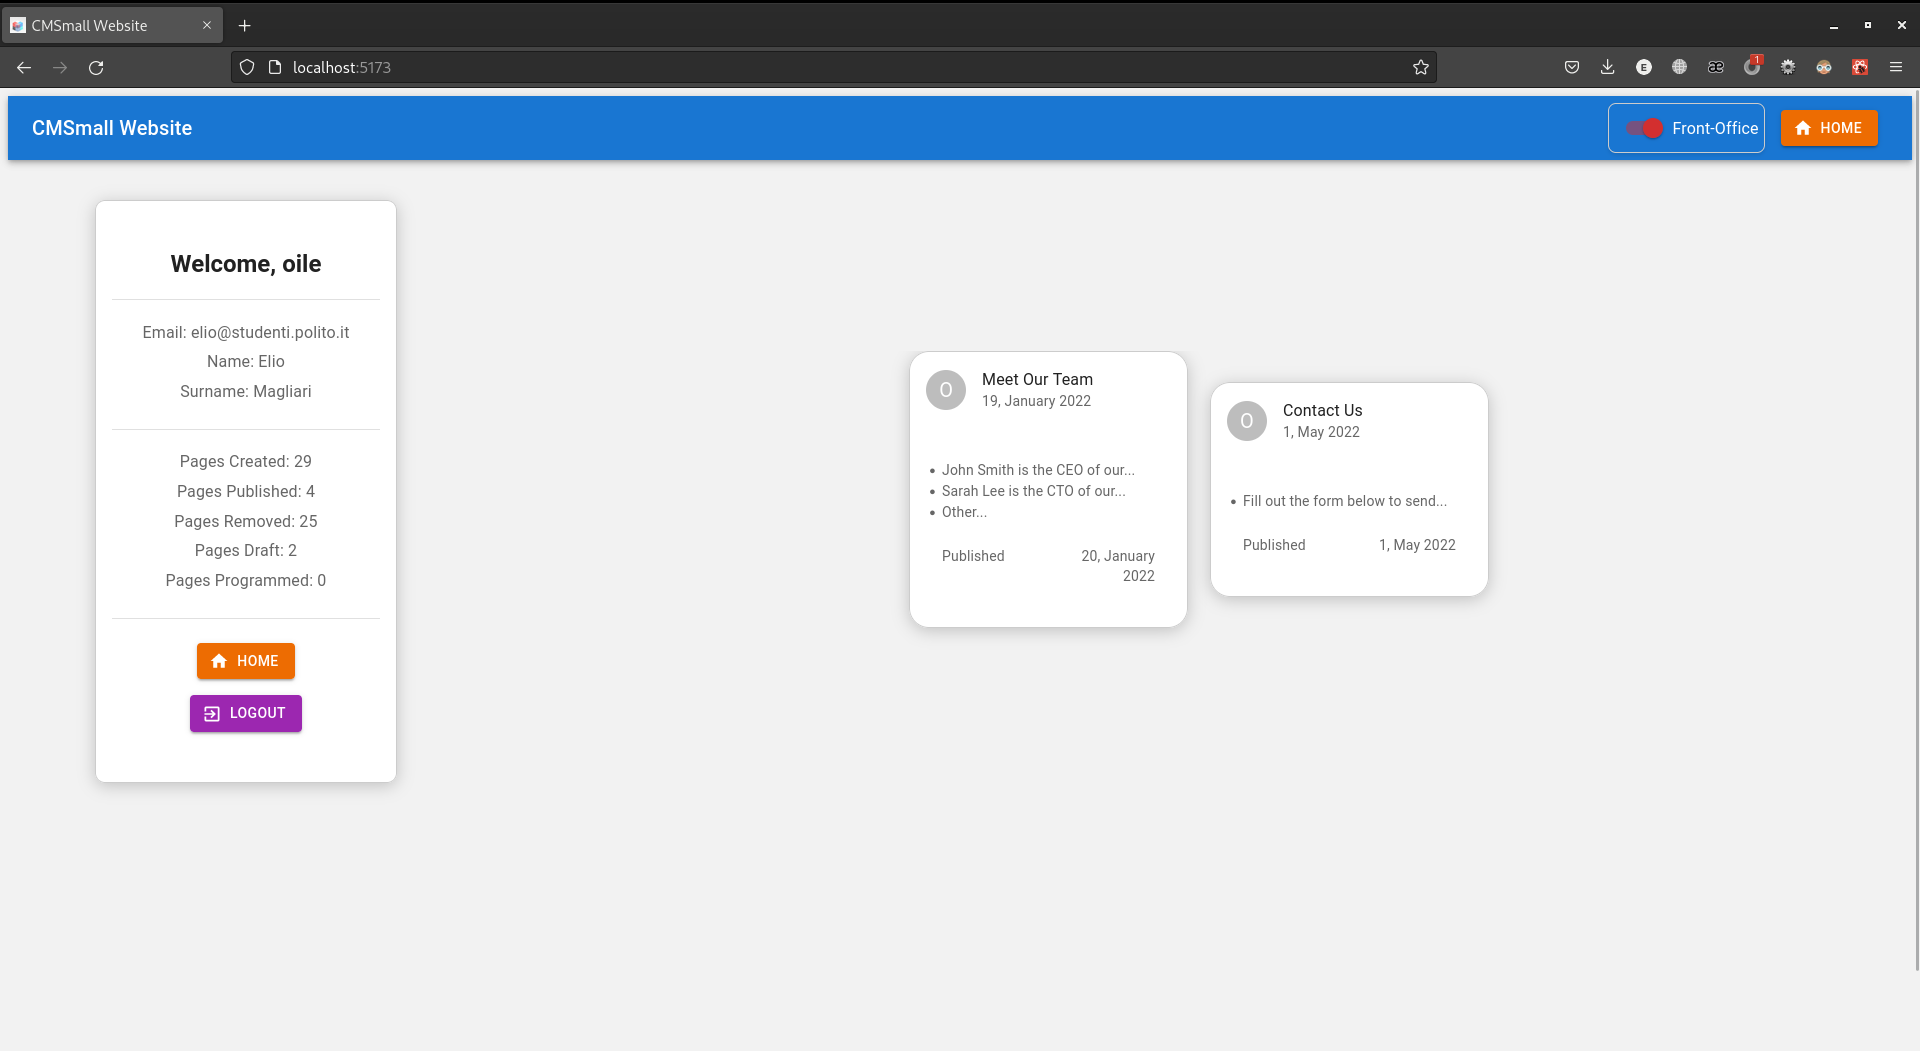 CMSmall Website
localhost:5173
E
æ
1
CMSmall Website
Front-Office
HOME
Welcome, oile
Email: elio@studenti.polito.it
Name: Elio
Surname: Magliari
Pages Created: 29
Pages Published: 4
Pages Removed: 25
Pages Draft: 2
Pages Programmed: 0
HOME
LOGOUT
O
Meet Our Team
19, January 2022
• John Smith is the CEO of our...
• Sarah Lee is the CTO of our...
• Other...
Published
20, January
2022
O
Contact Us
1, May 2022
• Fill out the form below to send...
Published
1, May 2022